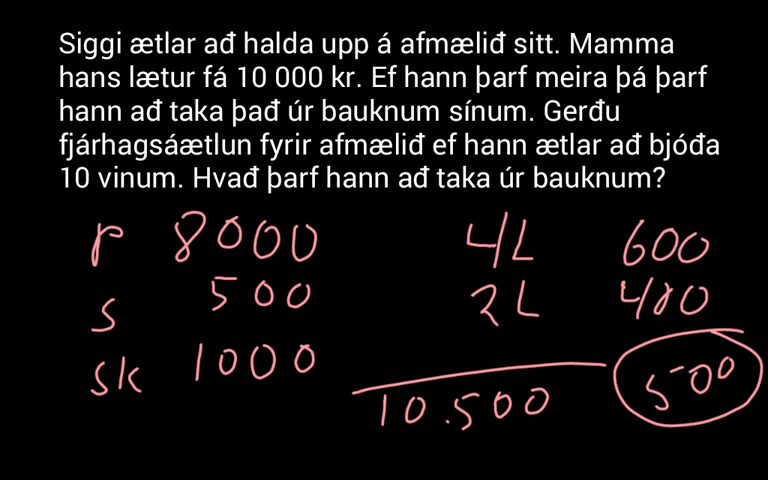 Siggi ætlar að halda upp á afmælið sitt. Mamma
hans lætur fá 10 000 kr. Ef hann þarf meira þá þarf
hann að taka það úr bauknum sínum. Gerðu
fjárhagsáætlun fyrir afmælið ef hann ætlar að bjóða
10 vinum. Hvað þarf hann að taka úr bauknum?
P 8000 4L 600
S 500 2L 480
SK 1000
10.500 500